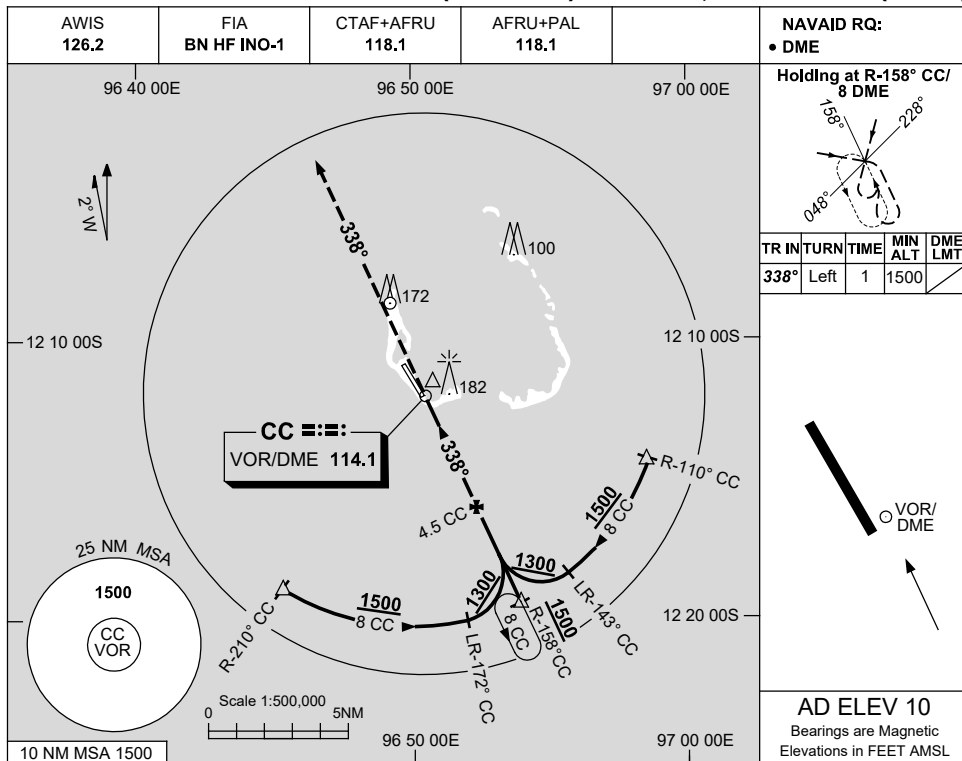 AWIS
126.2
FIA
BN HF INO-1
CTAF+AFRU
118.1
AFRU+PAL
118.1
NAVAID RQ:
• DME
96 40 00E
96 50 00E
97 00 00E
Holding at R-158° CC/
8 DME
158°
228°
048°
TR IN TURN TIME MIN ALT DME LMT
338° Left 1 1500
2° W
338°
100
172
12 10 00S
12 10 00S
182
CC
VOR/DME 114.1
338°
R-110° CC
4.5 CC
1500
8 CC
VOR/
DME
25 NM MSA
1500
CC
VOR
1300
1300
LR-143° CC
1500
8 CC
R-210° CC
8 CC
R-158°CC
1500
LR-172° CC
12 20 00S
Scale 1:500,000
0 5NM
10 NM MSA 1500
96 50 00E
97 00 00E
AD ELEV 10
Bearings are Magnetic
Elevations in FEET AMSL